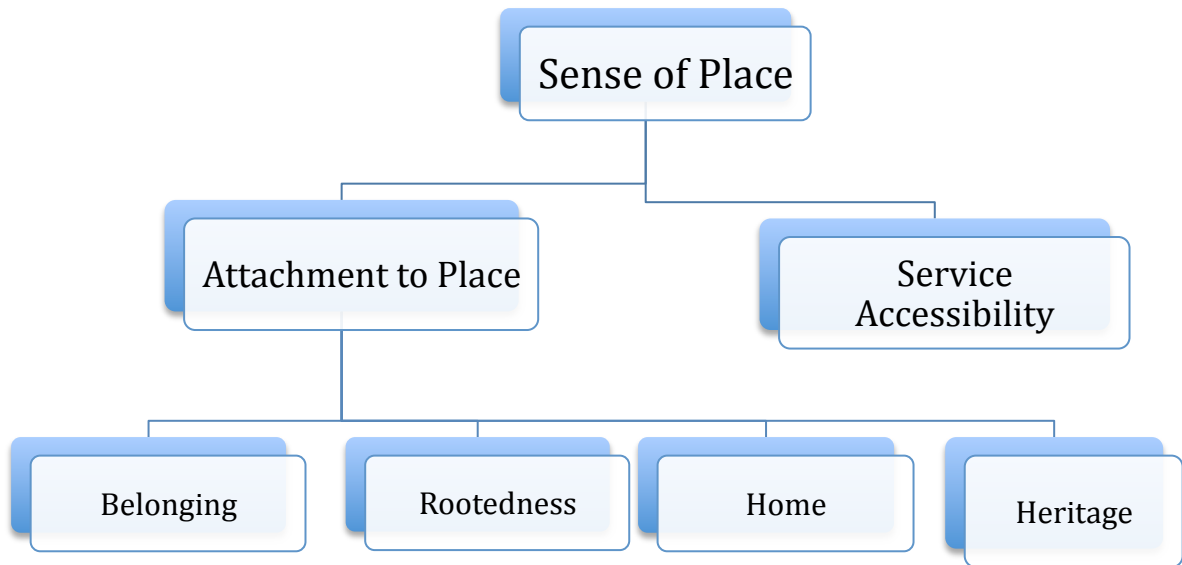 Sense of Place
Attachment to Place
Service
Accessibility
Belonging
Rootedness
Home
Heritage